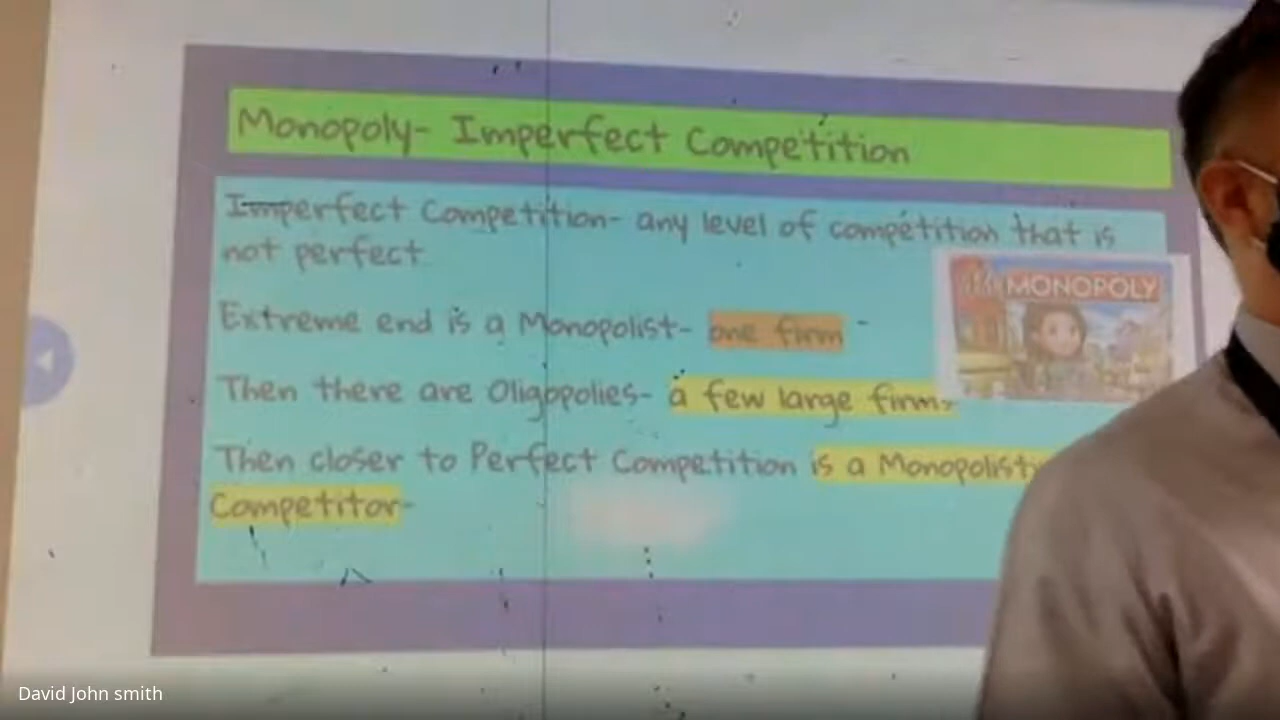 Monopoly- Imperfect Competition
Imperfect Competition- any level of competition that is
not perfect
Extreme end is a Monopolist- one firm -
Then there are Oligopolies- a few large firms
MONOPOLY
Then closer to Perfect Competition is a Monopolisti
Competitor-
David John smith